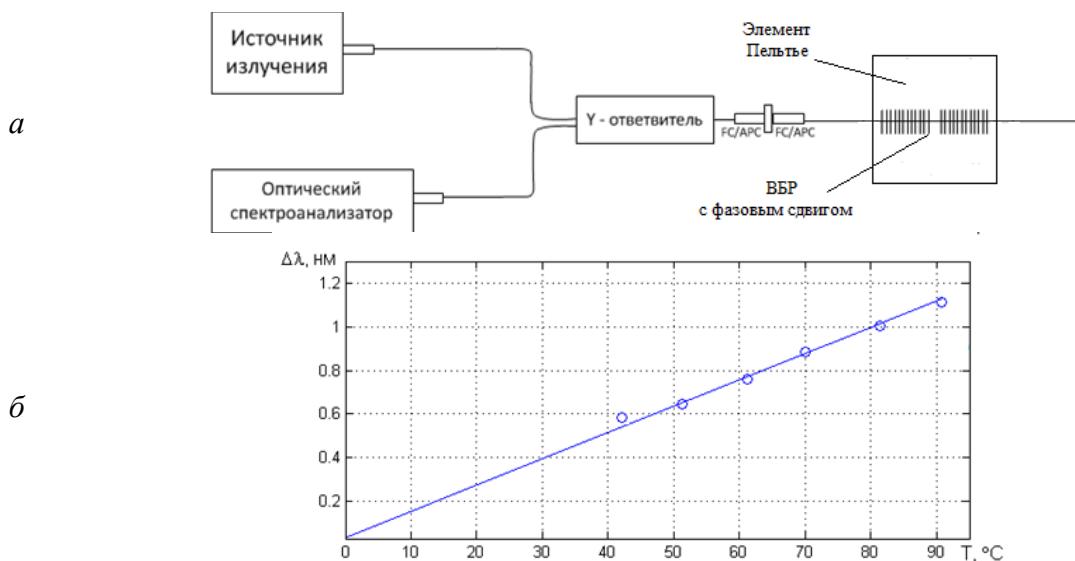 а
Источник
излучения
Элемент
Пельтье
Y - ответвитель
FC/APC FC/APC
Оптический
спектроанализатор
ВБР
с фазовым сдвигом
б
Δλ, нм
1.2
1
0.8
0.6
0.4
0.2
0 10 20 30 40 50 60 70 80 90 T, °C